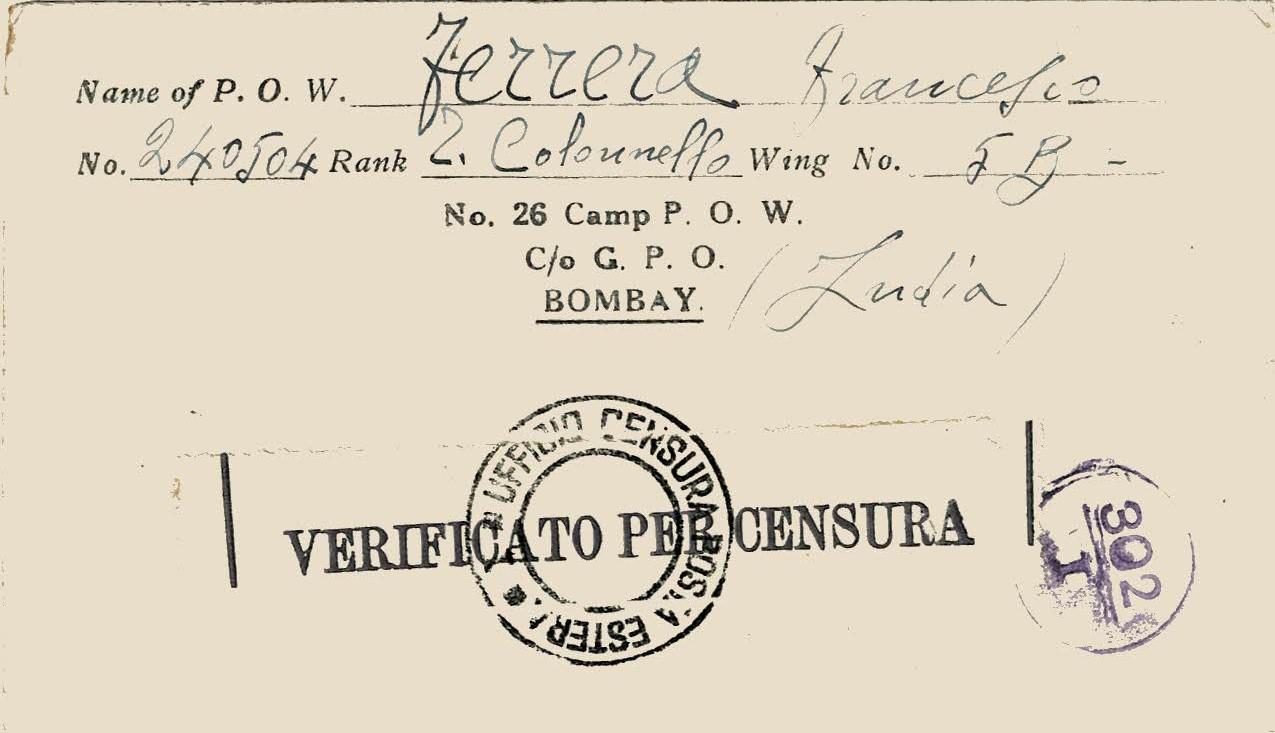 Name of P. O. W. Ferrera Francesco
No. 240504 Rank T. Colonnello Wing No. 5 B -
No. 26 Camp P. O. W.
C/o G. P. O.
BOMBAY. (India)
UFFICIO CENSURA POSTA ESTERA
VERIFICATO PER CENSURA
302
I